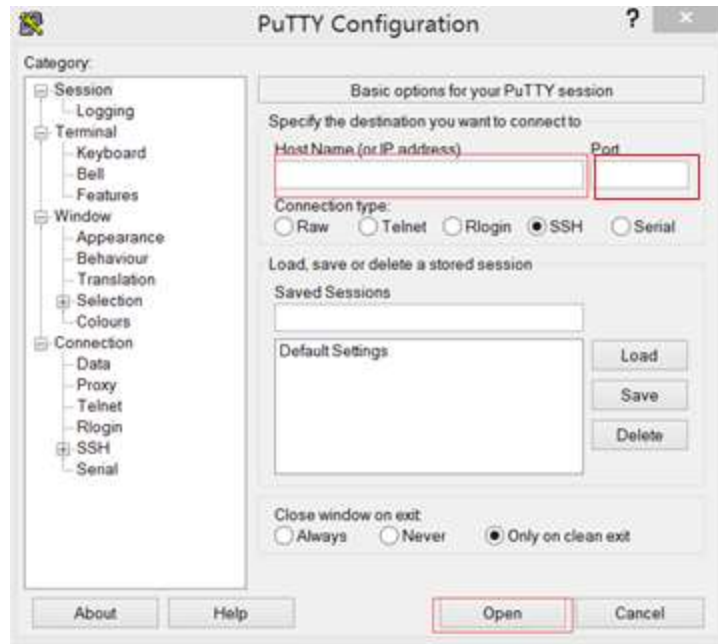 PuTTY Configuration
?
Category:
Session
Logging
Terminal
Keyboard
Bell
Features
Window
Appearance
Behaviour
Translation
Selection
Colours
Connection
Data
Proxy
Telnet
Rlogin
SSH
Serial
Basic options for your PuTTY session
Specify the destination you want to connect to
Host Name (or IP address) Port
Connection type:
Raw Telnet Rlogin SSH Serial
Load, save or delete a stored session
Saved Sessions
Default Settings
Load
Save
Delete
Close window on exit:
Always Never Only on clean exit
About Help Open Cancel